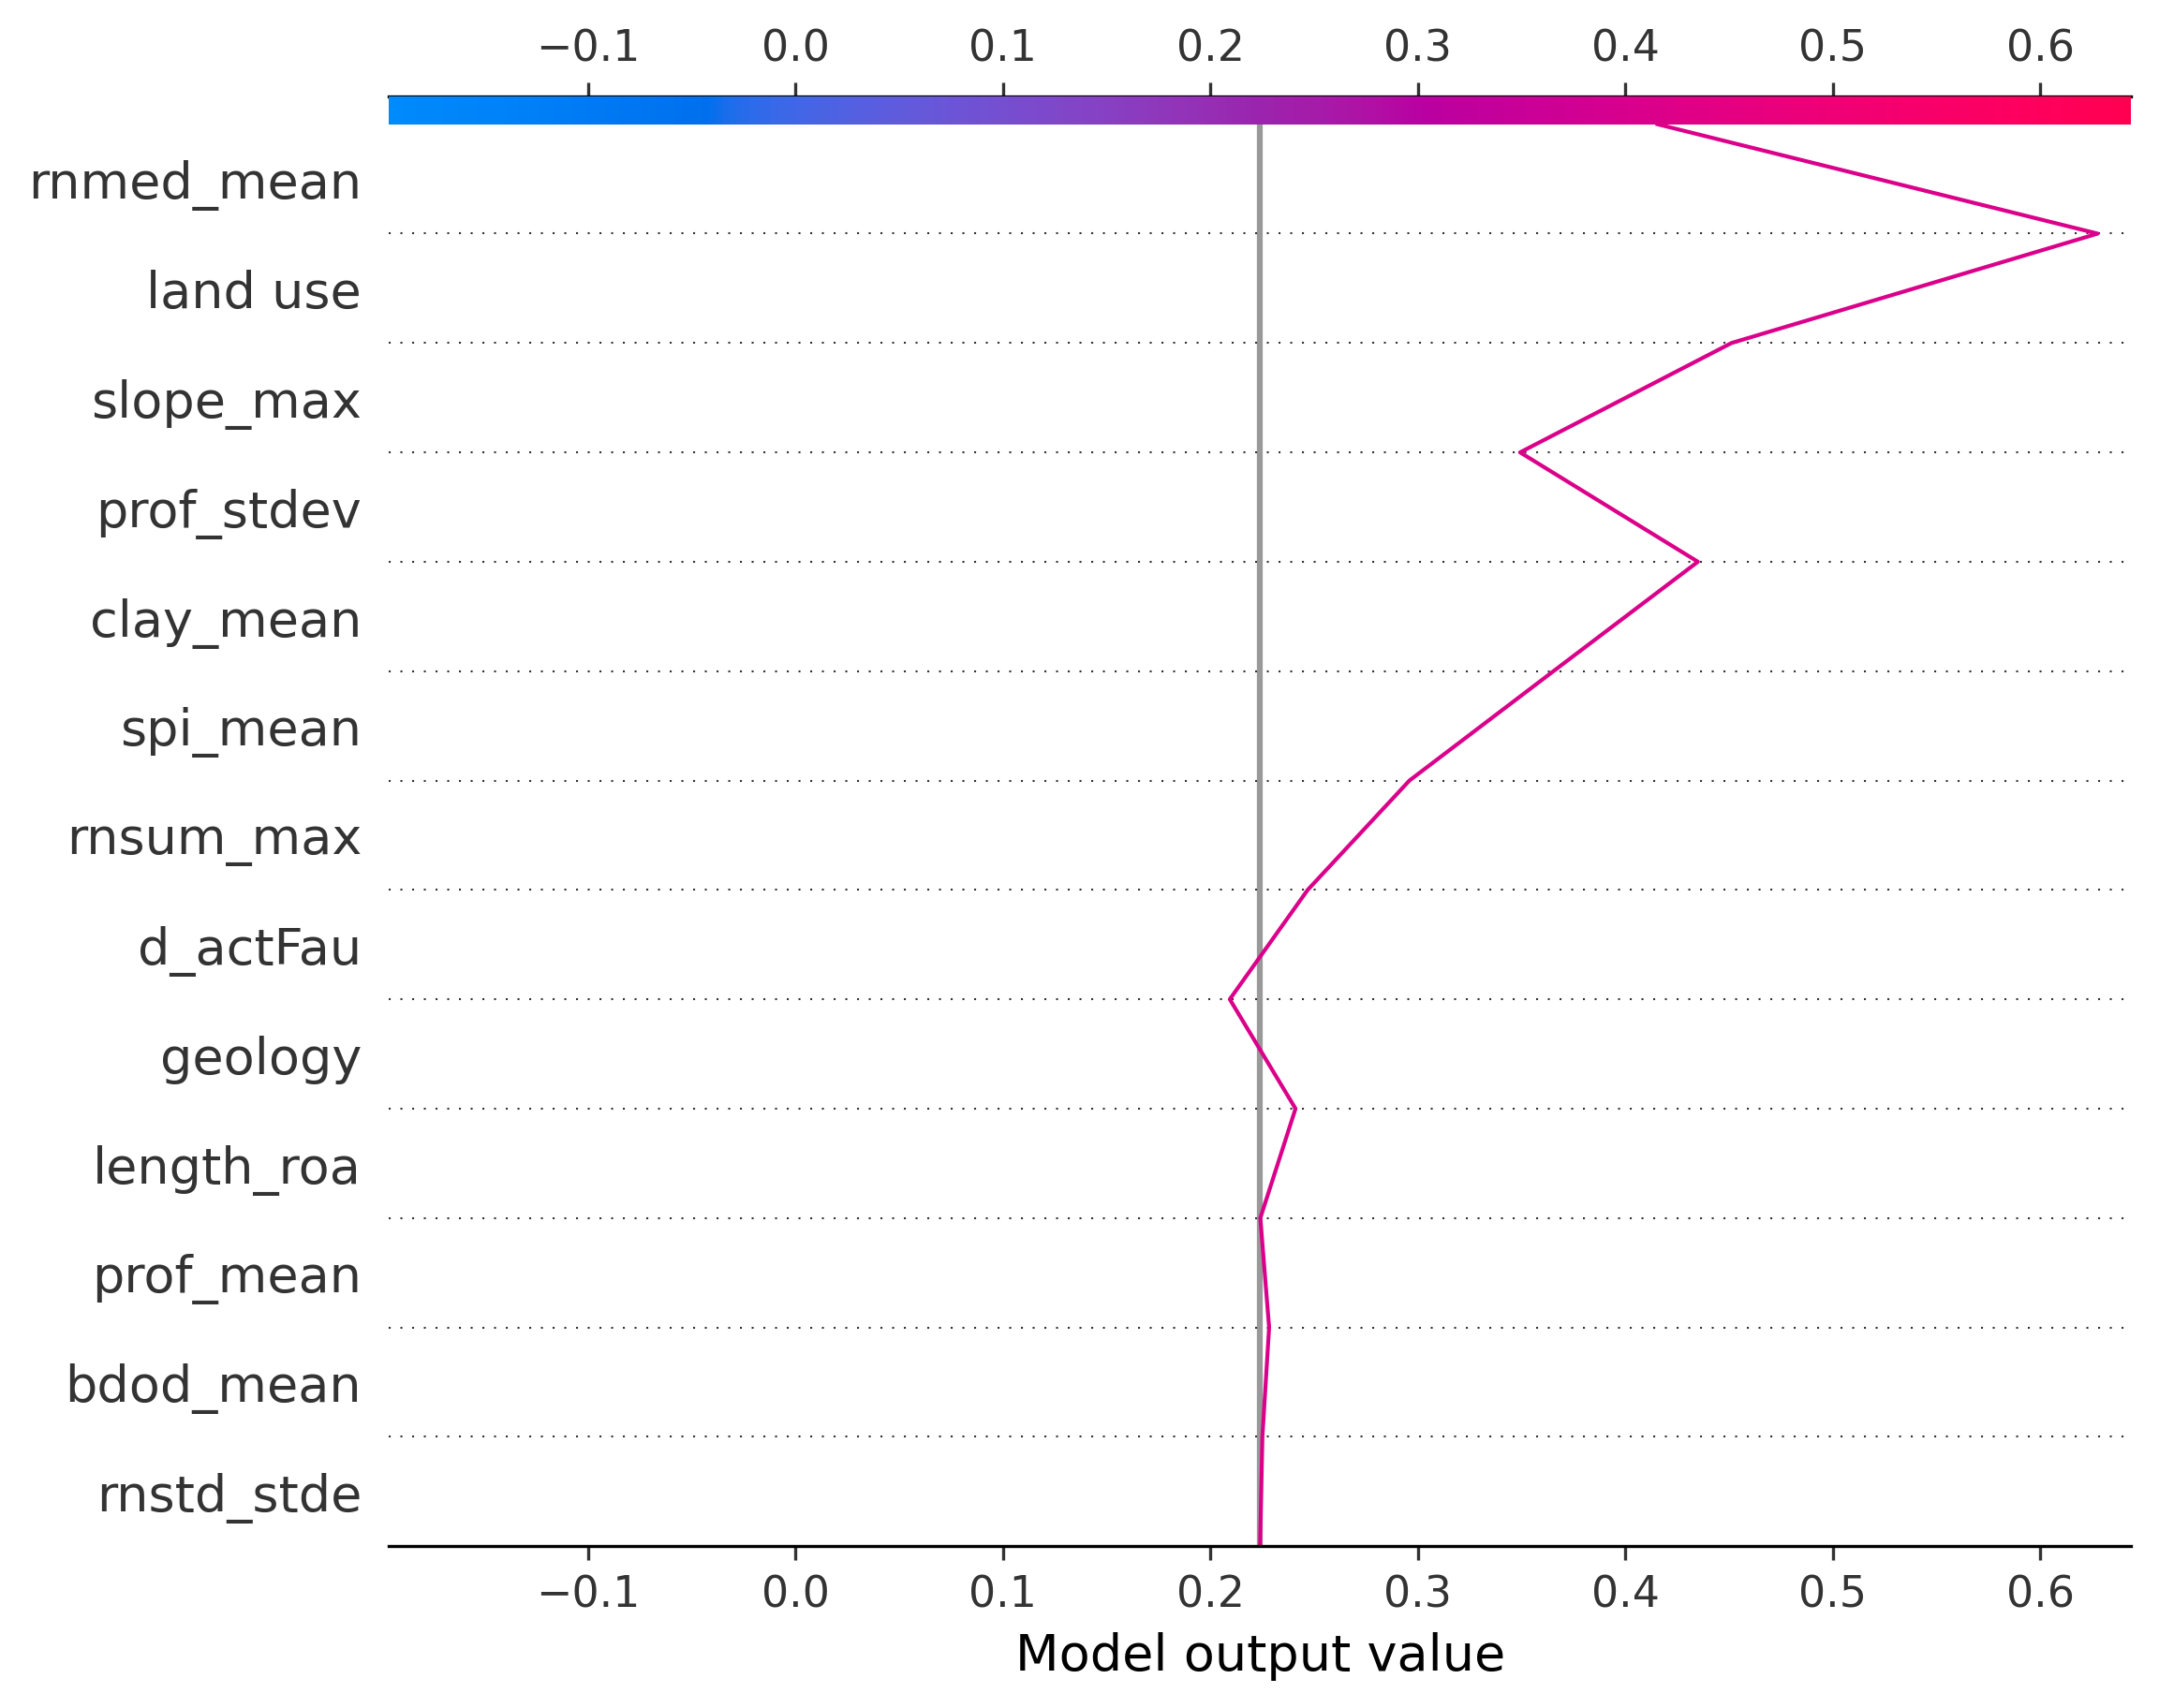 −0.1 0.0 0.1 0.2 0.3 0.4 0.5 0.6
rnmed_mean
land use
slope_max
prof_stdev
clay_mean
spi_mean
rnsum_max
d_actFau
geology
length_roa
prof_mean
bdod_mean
rnstd_stde
−0.1 0.0 0.1 0.2 0.3 0.4 0.5 0.6
Model output value